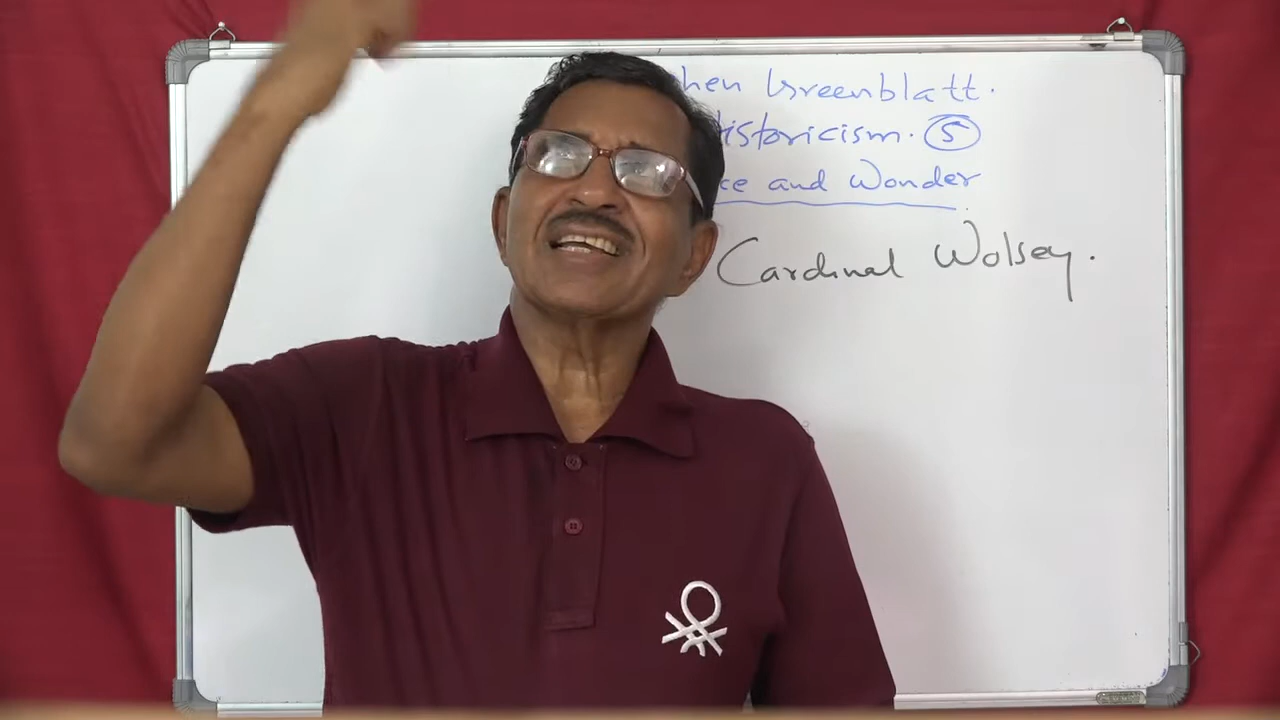 hen Greenblatt.
istoricism. 5
ce and Wonder
Cardinal Wolsey.